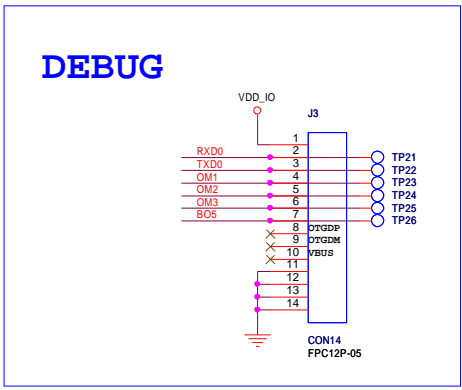 DEBUG
VDD_IO
J3
1
RXD0 2 TP21
TXD0 3 TP22
OM1 4 TP23
OM2 5 TP24
OM3 6 TP25
BO5 7 TP26
8 OTGDP
9 OTGDM
10 VBUS
11
12
13
14
CON14
FPC12P-05